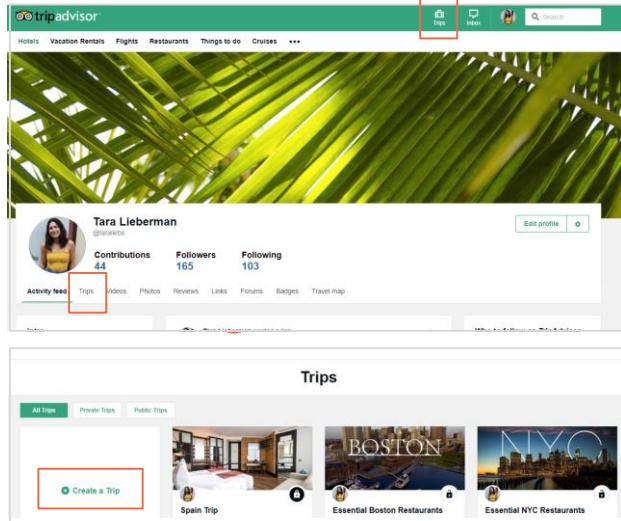 tripadvisor
Trips
Inbox
Search
Hotels Vacation Rentals Flights Restaurants Things to do Cruises •••
Tara Lieberman
@taraliebs
Edit profile
Contributions Followers Following
44 165 103
Activity feed Trips Videos Photos Reviews Links Forums Badges Travel map
Trips
All Trips Private Trips Public Trips
BOSTON
NYC
Create a Trip
Spain Trip Essential Boston Restaurants Essential NYC Restaurants